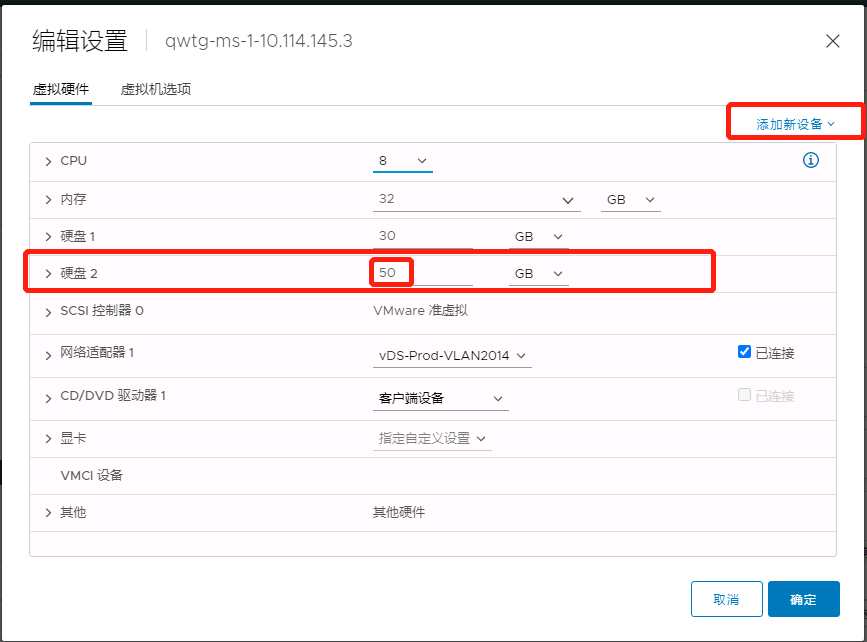 编辑设置 qwtg-ms-1-10.114.145.3
虚拟硬件 虚拟机选项
添加新设备
CPU 8
内存 32 GB
硬盘 1 30 GB
硬盘 2 50 GB
SCSI 控制器 0 VMware 准虚拟
网络适配器 1 vDS-Prod-VLAN2014 已连接
CD/DVD 驱动器 1 客户端设备 已连接
显卡 指定自定义设置
VMCI 设备
其他 其他硬件
取消 确定